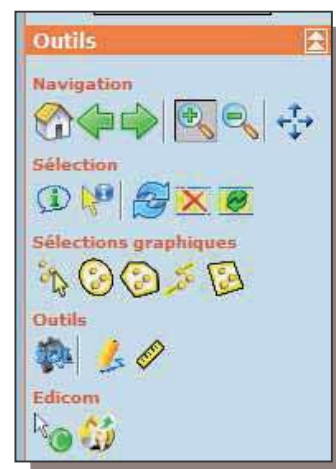 Outils
Navigation
Sélection
Sélections graphiques
Outils
Edicom